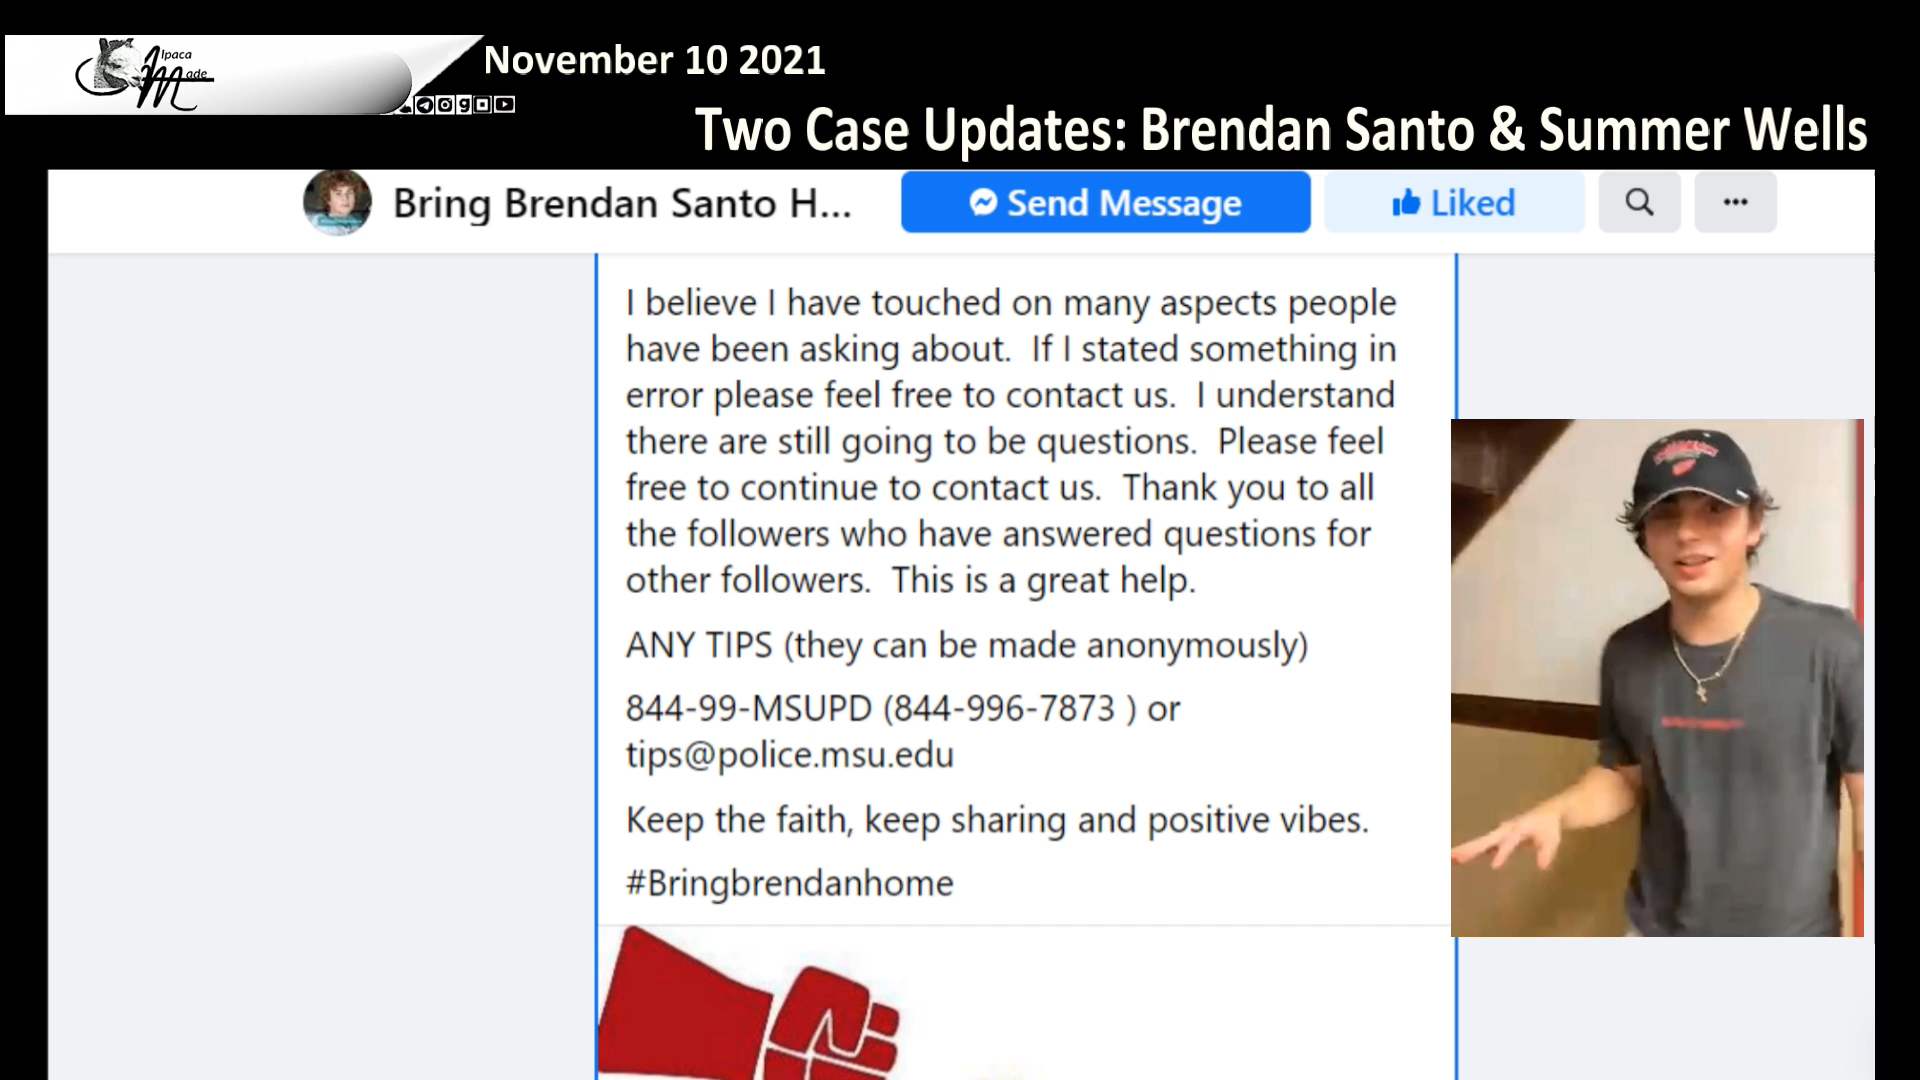 Alpaca
Made
November 10 2021
Two Case Updates: Brendan Santo & Summer Wells
Bring Brendan Santo H...
Send Message
Liked
I believe I have touched on many aspects people
have been asking about. If I stated something in
error please feel free to contact us. I understand
there are still going to be questions. Please feel
free to continue to contact us. Thank you to all
the followers who have answered questions for
other followers. This is a great help.
ANY TIPS (they can be made anonymously)
844-99-MSUPD (844-996-7873 ) or
tips@police.msu.edu
Keep the faith, keep sharing and positive vibes.
#Bringbrendanhome